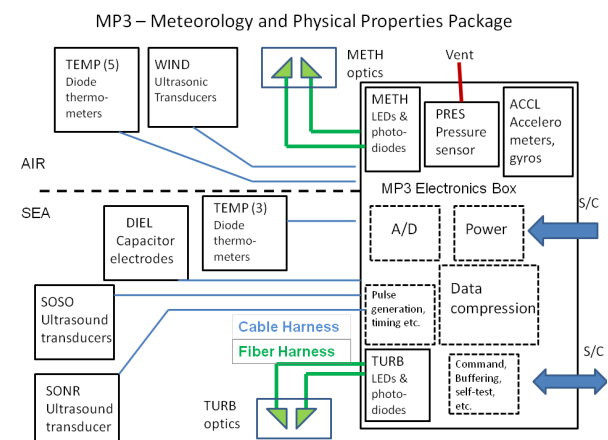 MP3 – Meteorology and Physical Properties Package
TEMP (5)
Diode
thermo-
meters
WIND
Ultrasonic
Transducers
METH
optics
Vent
METH
LEDs &
photo-
diodes
PRES
Pressure
sensor
ACCL
Accelero
meters,
gyros
AIR
SEA
MP3 Electronics Box
S/C
DIEL
Capacitor
electrodes
TEMP (3)
Diode
thermo-
meters
A/D
Power
SOSO
Ultrasound
transducers
Pulse
generation,
timing etc.
Data
compression
Cable Harness
Fiber Harness
SONR
Ultrasound
transducer
TURB
optics
TURB
LEDs &
photo-
diodes
Command,
Buffering,
self-test,
etc.
S/C